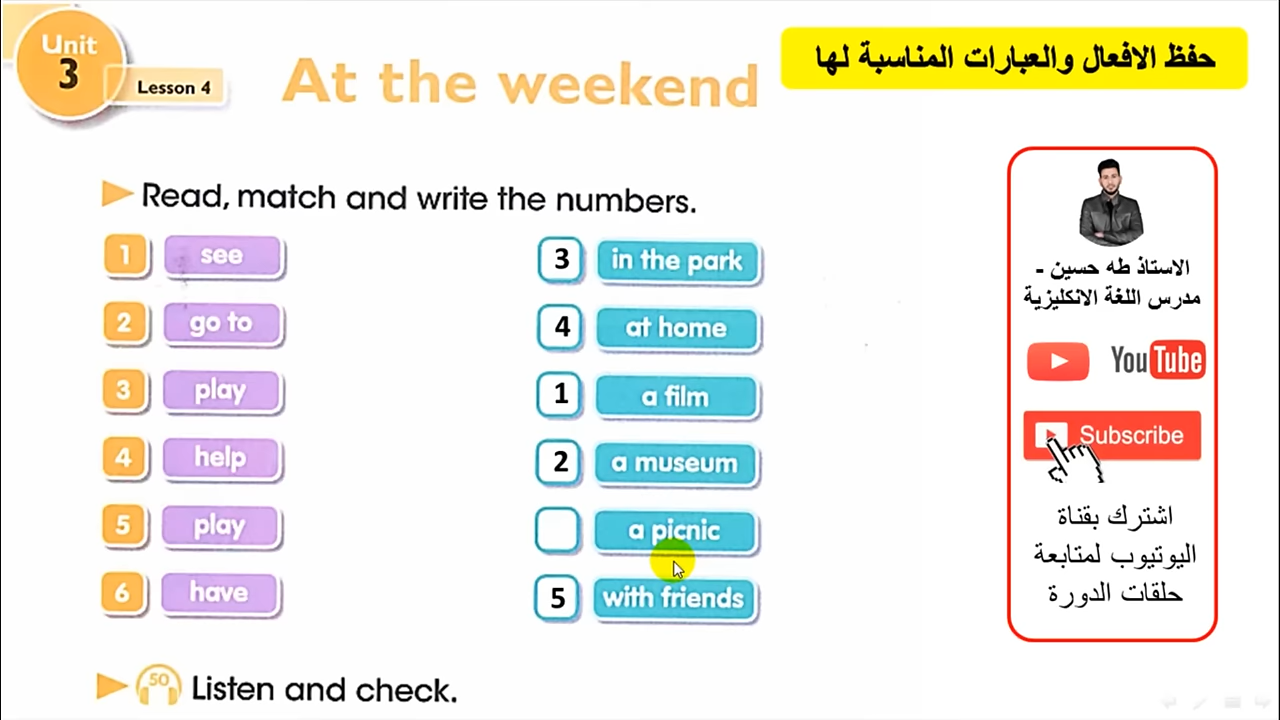 Unit
3
Lesson 4
At the weekend
حفظ الافعال والعبارات المناسبة لها
Read, match and write the numbers.
1 see
2 go to
3 play
4 help
5 play
6 have
3 in the park
4 at home
1 a film
2 a museum
a picnic
5 with friends
50 Listen and check.
الاستاذ طه حسين -
مدرس اللغة الانكليزية
YouTube
Subscribe
اشترك بقناة
اليوتيوب لمتابعة
حلقات الدورة